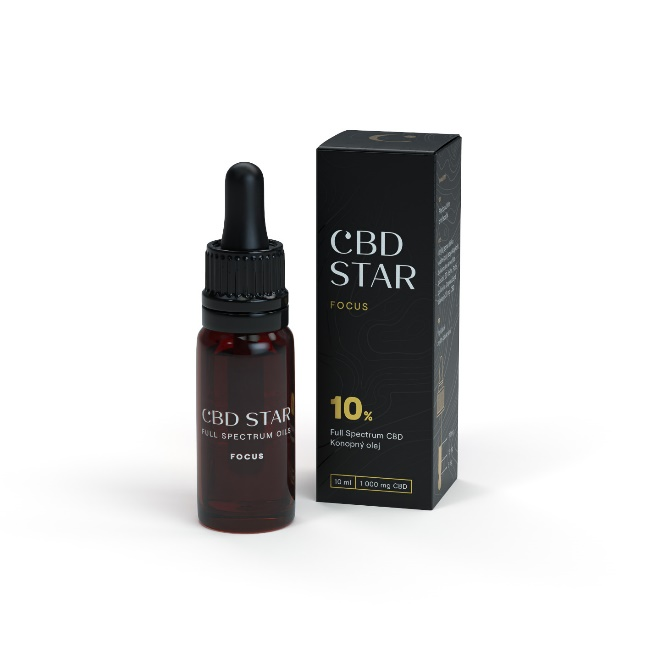 CBD STAR
FULL SPECTRUM OILS
FOCUS
CBD
STAR
FOCUS
10%
Full Spectrum CBD
Konopný olej
10 ml 1 000 mg CBD